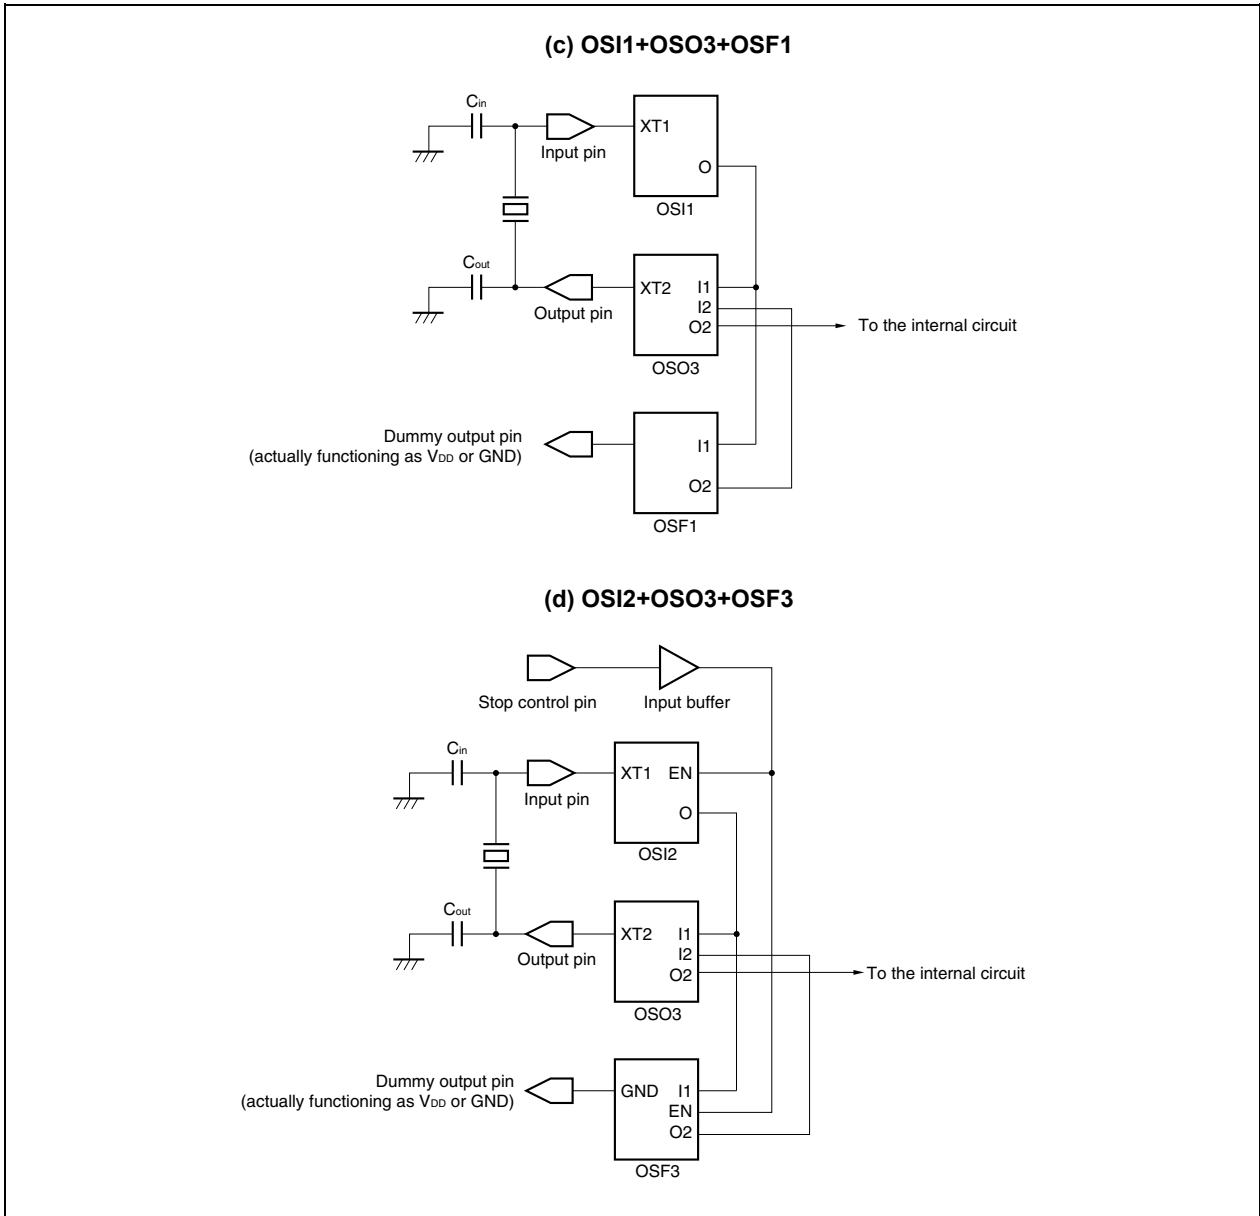 (c) OSI1+OSO3+OSF1
Cin
XT1
Input pin
O
OSI1
Cout
XT2
I1
I2
O2
Output pin
To the internal circuit
OSO3
Dummy output pin
(actually functioning as VDD or GND)
I1
O2
OSF1
(d) OSI2+OSO3+OSF3
Stop control pin
Input buffer
Cin
XT1 EN
Input pin
O
OSI2
Cout
XT2
I1
I2
O2
Output pin
To the internal circuit
OSO3
Dummy output pin
(actually functioning as VDD or GND)
GND
I1
EN
O2
OSF3